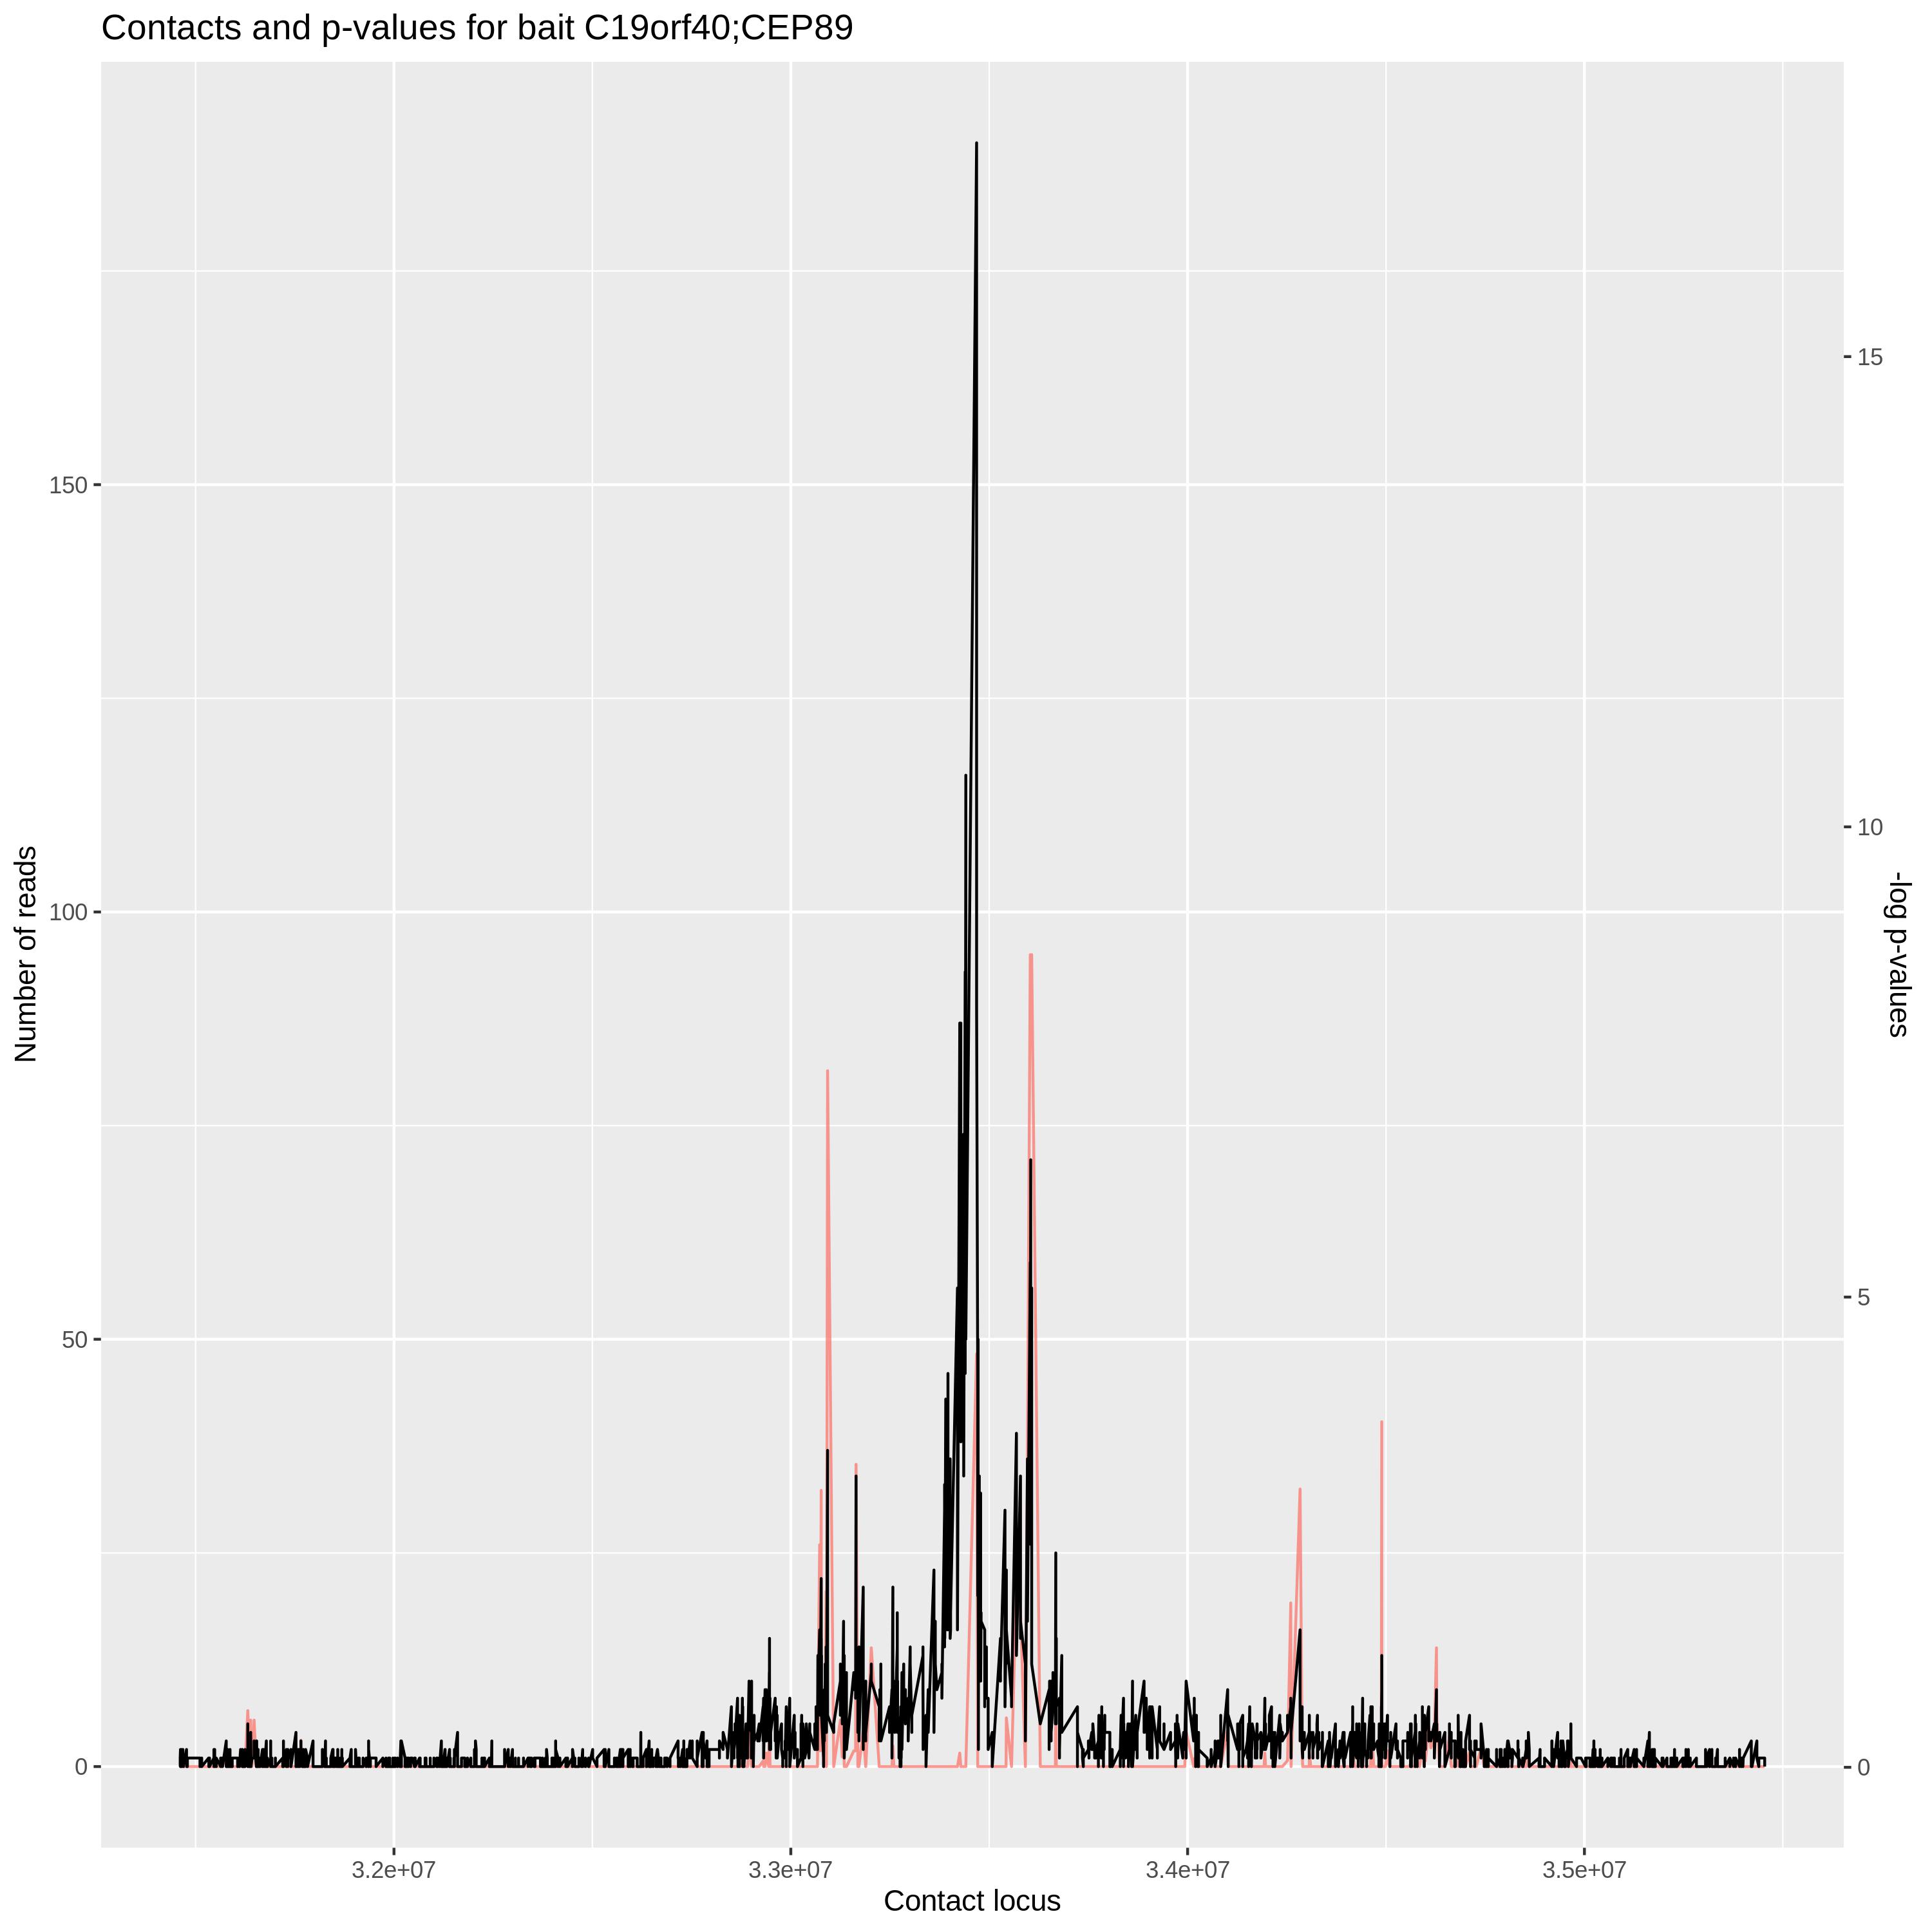 Contacts and p-values for bait C19orf40;CEP89
150
100
50
0
Number of reads
15
10
5
0
-log p-values
3.2e+07
3.3e+07
3.4e+07
3.5e+07
Contact locus